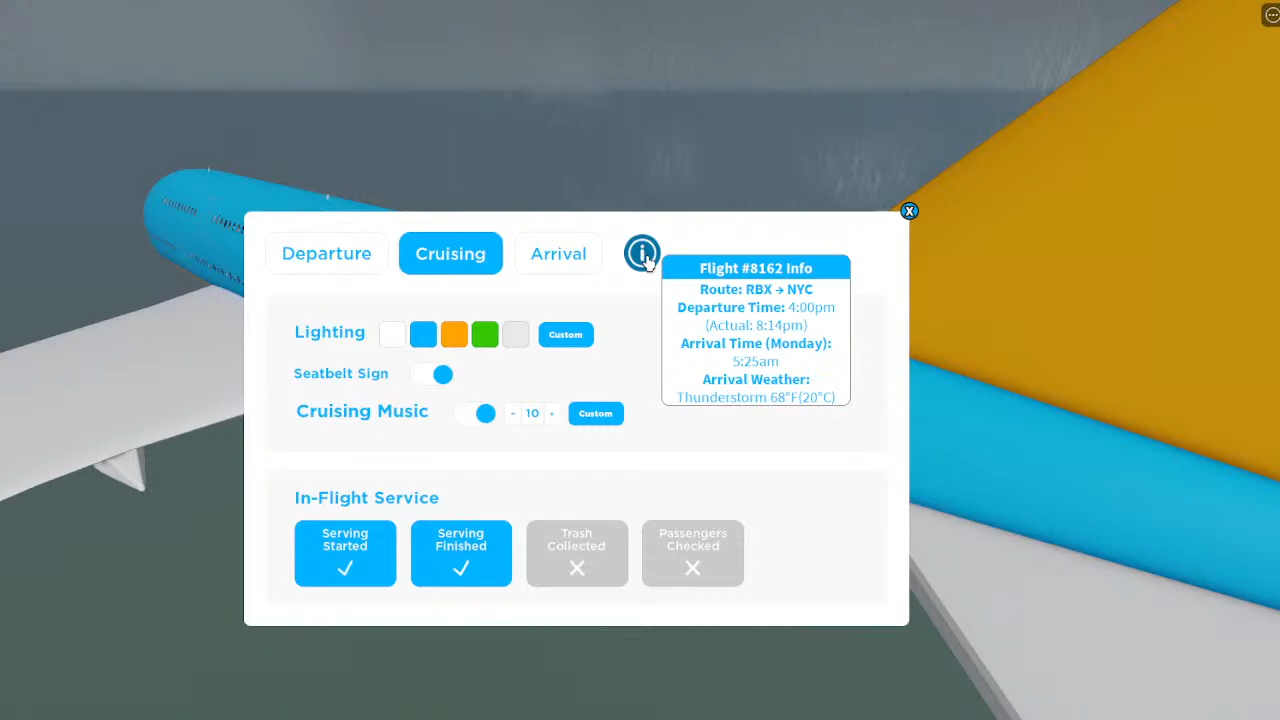 Departure
Cruising
Arrival
i
X
Flight #8162 Info
Route: RBX → NYC
Departure Time: 4:00pm
(Actual: 8:14pm)
Arrival Time (Monday):
5:25am
Arrival Weather:
Thunderstorm 68°F(20°C)
Lighting
Custom
Seatbelt Sign
Cruising Music
- 10 -
Custom
In-Flight Service
Serving
Started
Serving
Finished
Trash
Collected
Passengers
Checked